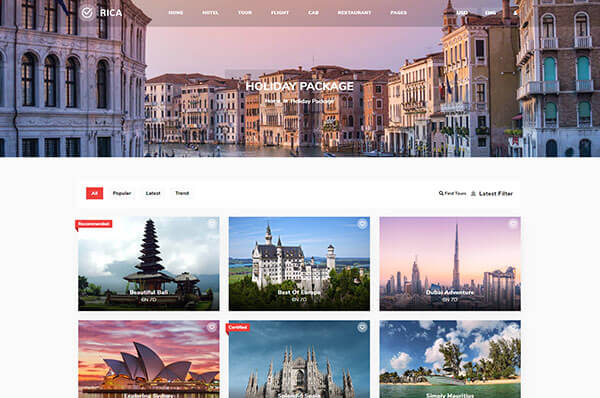 RICA
HOME HOTEL TOUR FLIGHT CAB RESTAURANT PAGES USD ENG
HOLIDAY PACKAGE
Holiday Package
All Popular Latest Trend Find Tours Latest Filter
Recommended
Beautiful Bali
6N 7D
Best Of Europe
6N 7D
Dubai Adventure
6N 7D
Certified
Exploring Sydney
Splendid Spain
Simply Mauritius